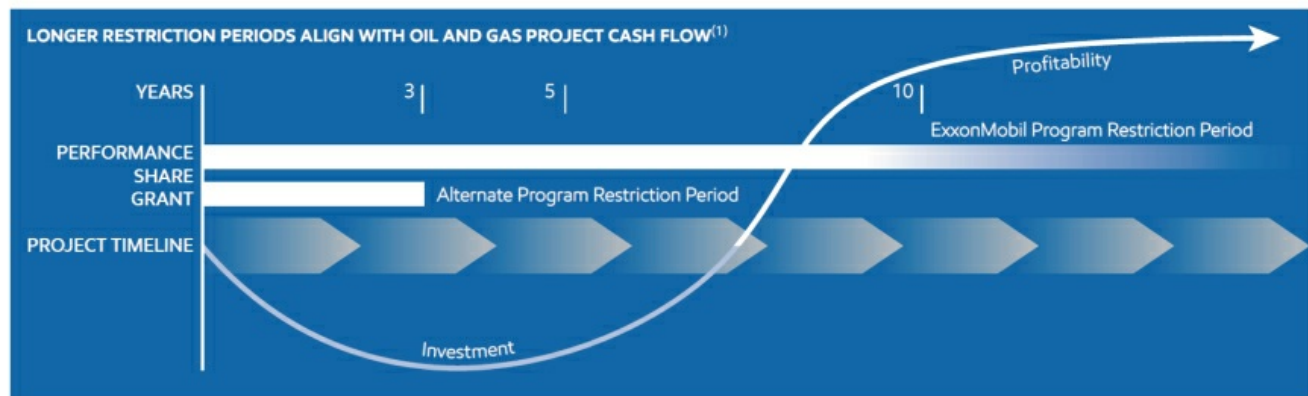 LONGER RESTRICTION PERIODS ALIGN WITH OIL AND GAS PROJECT CASH FLOW(1)
Profitability
YEARS 3 5 10
ExxonMobil Program Restriction Period
PERFORMANCE
SHARE
GRANT
Alternate Program Restriction Period
PROJECT TIMELINE
Investment